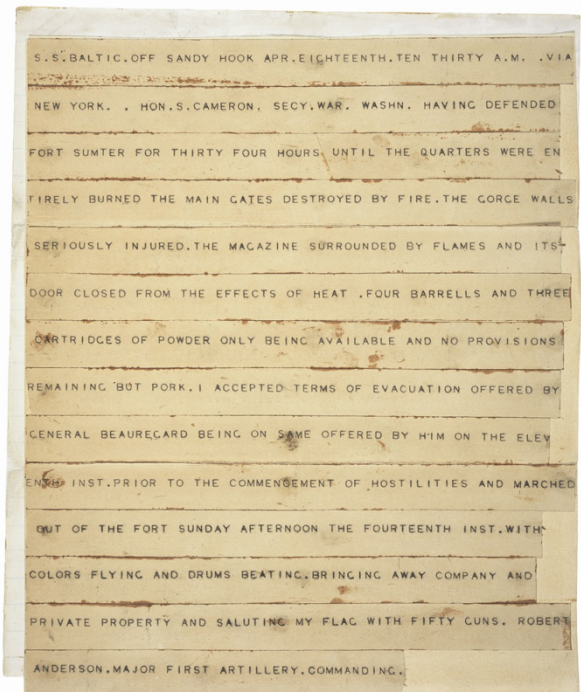 S.S.BALTIC.OFF SANDY HOOK APR.EIGHTEENTH.TEN THIRTY A.M. .VIA
NEW YORK. . HON.S.CAMERON. SECY.WAR. WASHN. HAVING DEFENDED
FORT SUMTER FOR THIRTY FOUR HOURS UNTIL THE QUARTERS WERE EN
TIRELY BURNED THE MAIN GATES DESTROYED BY FIRE.THE GORGE WALLS
SERIOUSLY INJURED.THE MAGAZINE SURROUNDED BY FLAMES AND ITS
DOOR CLOSED FROM THE EFFECTS OF HEAT .FOUR BARRELLS AND THREE
CARTRIDGES OF POWDER ONLY BEING AVAILABLE AND NO PROVISIONS
REMAINING BUT PORK.I ACCEPTED TERMS OF EVACUATION OFFERED BY
GENERAL BEAUREGARD BEING ON SAME OFFERED BY HIM ON THE ELEV
ENTH INST.PRIOR TO THE COMMENCEMENT OF HOSTILITIES AND MARCHED
OUT OF THE FORT SUNDAY AFTERNOON THE FOURTEENTH INST.WITH
COLORS FLYING AND DRUMS BEATING.BRINGING AWAY COMPANY AND
PRIVATE PROPERTY AND SALUTING MY FLAG WITH FIFTY GUNS. ROBERT
ANDERSON.MAJOR FIRST ARTILLERY.COMMANDING.